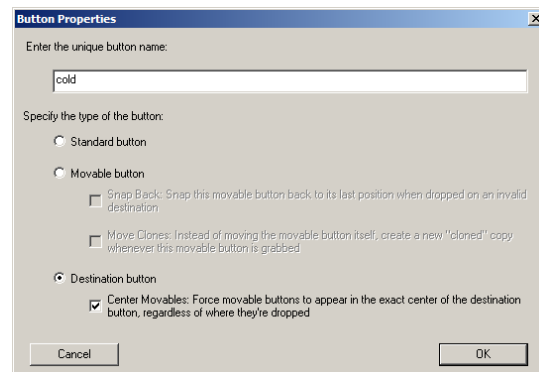 Button Properties
Enter the unique button name:
cold
Specify the type of the button:
Standard button
Movable button
Snap Back: Snap this movable button back to its last position when dropped on an invalid
destination
Move Clones: Instead of moving the movable button itself, create a new "cloned" copy
whenever this movable button is grabbed
Destination button
Center Movables: Force movable buttons to appear in the exact center of the destination
button, regardless of where they're dropped
Cancel OK